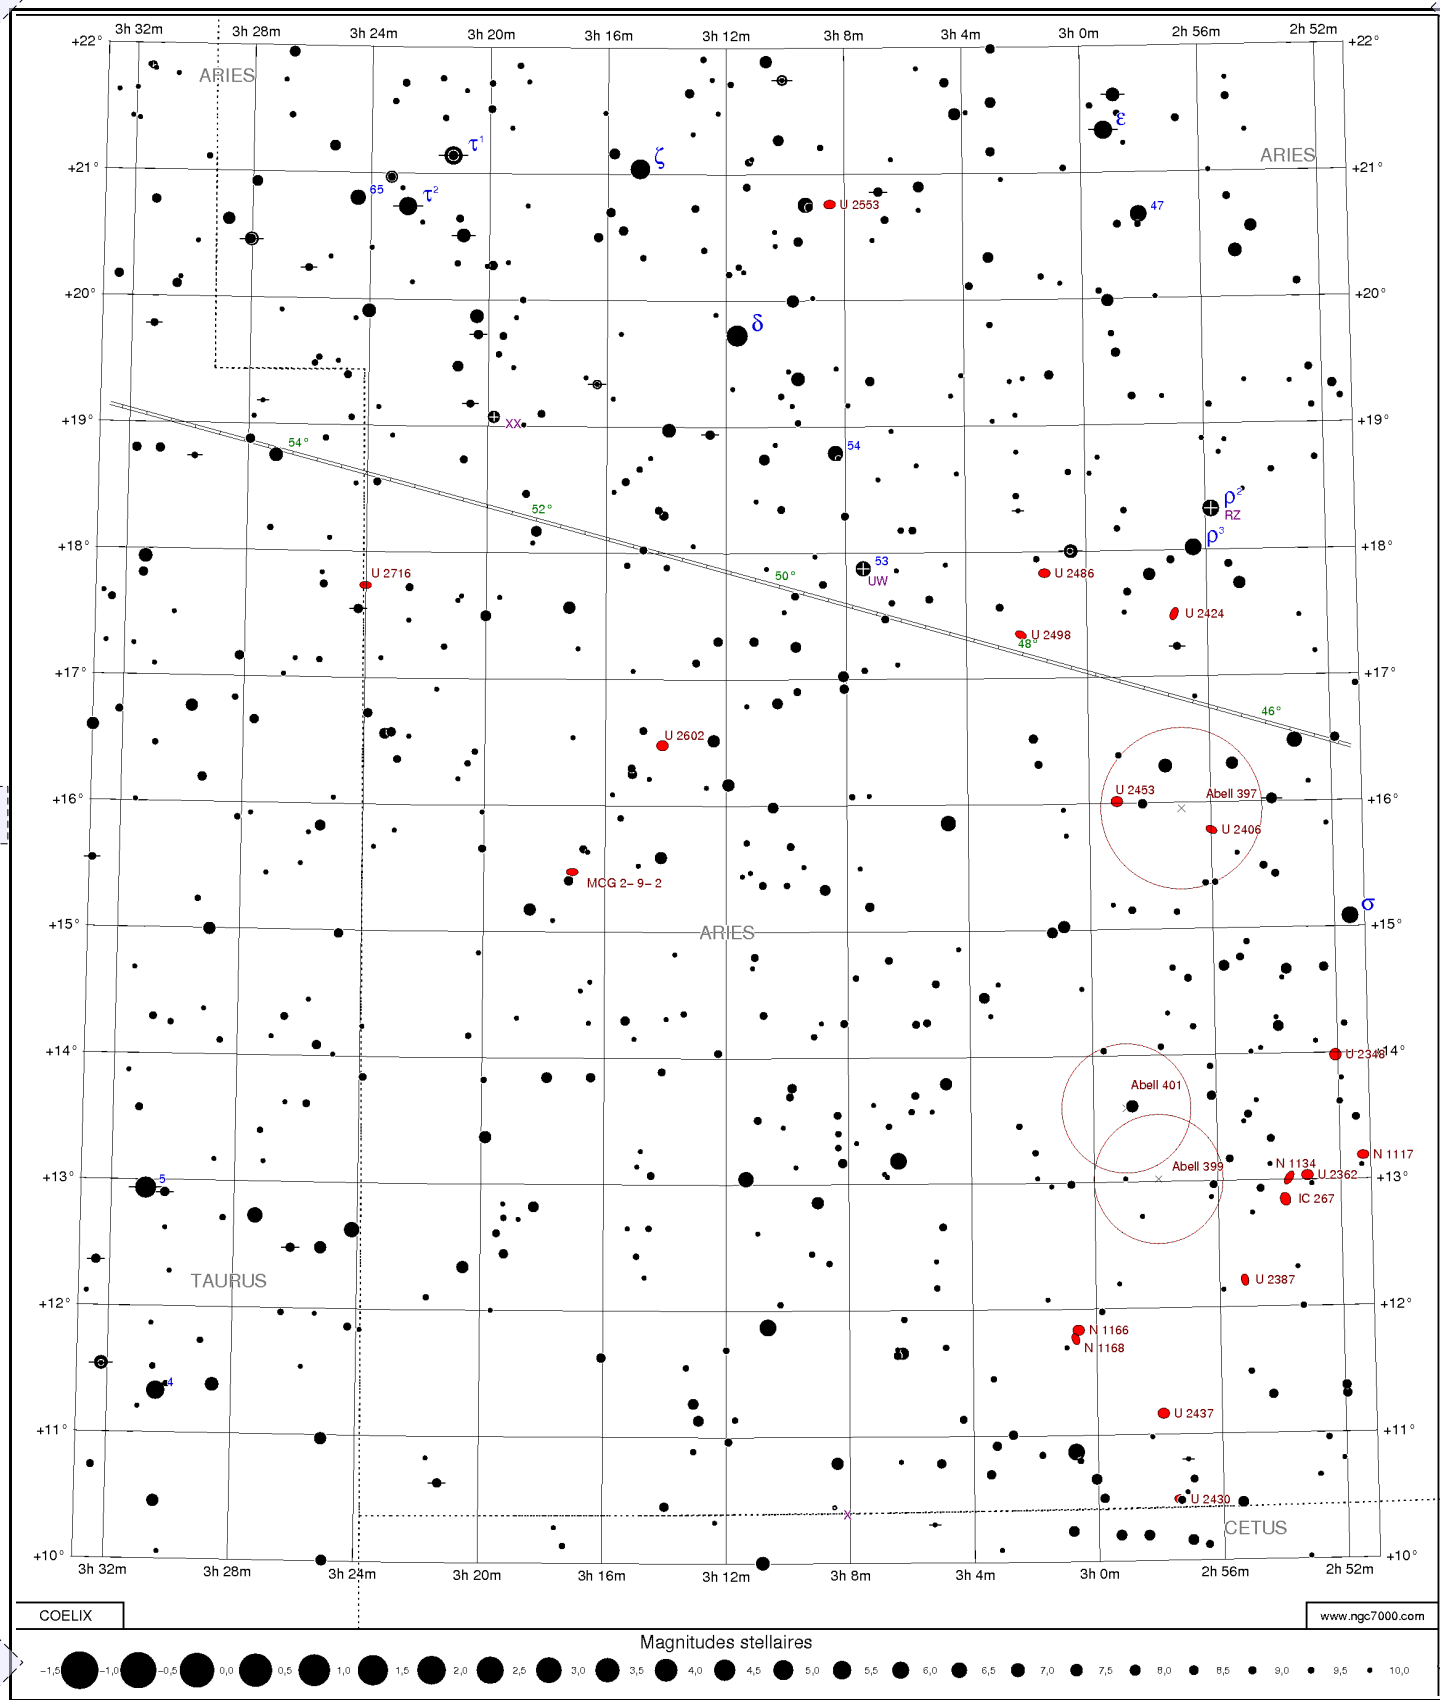 3h 32m 3h 28m 3h 24m 3h 20m 3h 16m 3h 12m 3h 8m 3h 4m 3h 0m 2h 56m 2h 52m
+22° +22°
ARIES
ε
τ¹ ζ ARIES
+21° +21°
65 τ² U 2553 47
+20° +20°
δ
+19° XX +19°
54° 54
ρ²
52° RZ
ρ³
+18° +18°
53
U 2716 50° UW U 2486
U 2424
U 2498
48°
+17° +17°
46°
U 2602
U 2453 Abell 397
+16° +16°
U 2406
MCG 2-9-2
σ
+15° ARIES +15°
+14° U 2348 +14°
Abell 401
N 1117
Abell 399 N 1134
+13° 5 U 2362 +13°
IC 267
TAURUS U 2387
+12° +12°
N 1166
N 1168
4
U 2437
+11° +11°
U 2430
X
CETUS
+10° +10°
3h 32m 3h 28m 3h 24m 3h 20m 3h 16m 3h 12m 3h 8m 3h 4m 3h 0m 2h 56m 2h 52m
COELIX www.ngc7000.com
Magnitudes stellaires
-1,5 -1,0 -0,5 0,0 0,5 1,0 1,5 2,0 2,5 3,0 3,5 4,0 4,5 5,0 5,5 6,0 6,5 7,0 7,5 8,0 8,5 9,0 9,5 10,0